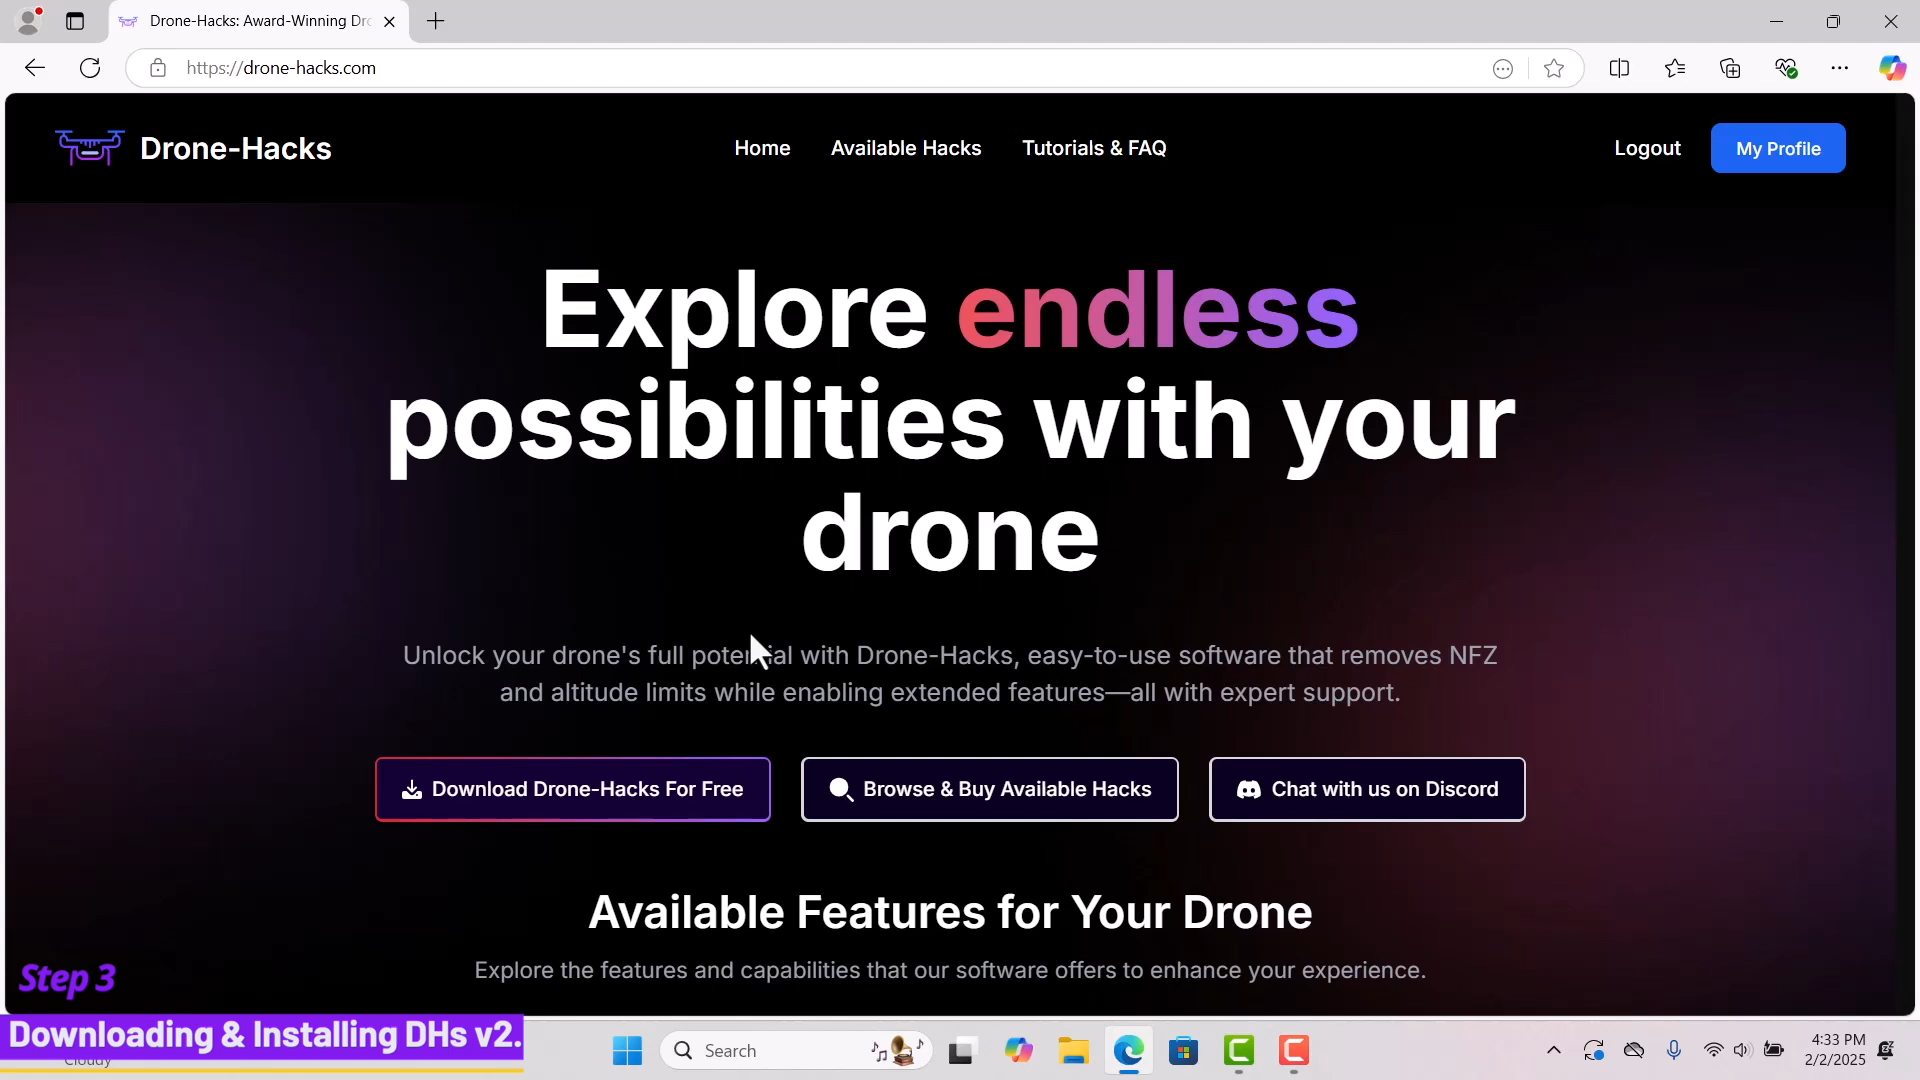 Drone-Hacks: Award-Winning Dr
https://drone-hacks.com
Drone-Hacks
Home
Available Hacks
Tutorials & FAQ
Logout
My Profile
Explore endless
possibilities with your
drone
Unlock your drone's full potential with Drone-Hacks, easy-to-use software that removes NFZ
and altitude limits while enabling extended features—all with expert support.
Download Drone-Hacks For Free
Browse & Buy Available Hacks
Chat with us on Discord
Available Features for Your Drone
Explore the features and capabilities that our software offers to enhance your experience.
Step 3
Downloading & Installing DHs v2.
Cloudy
Search
4:33 PM
2/2/2025